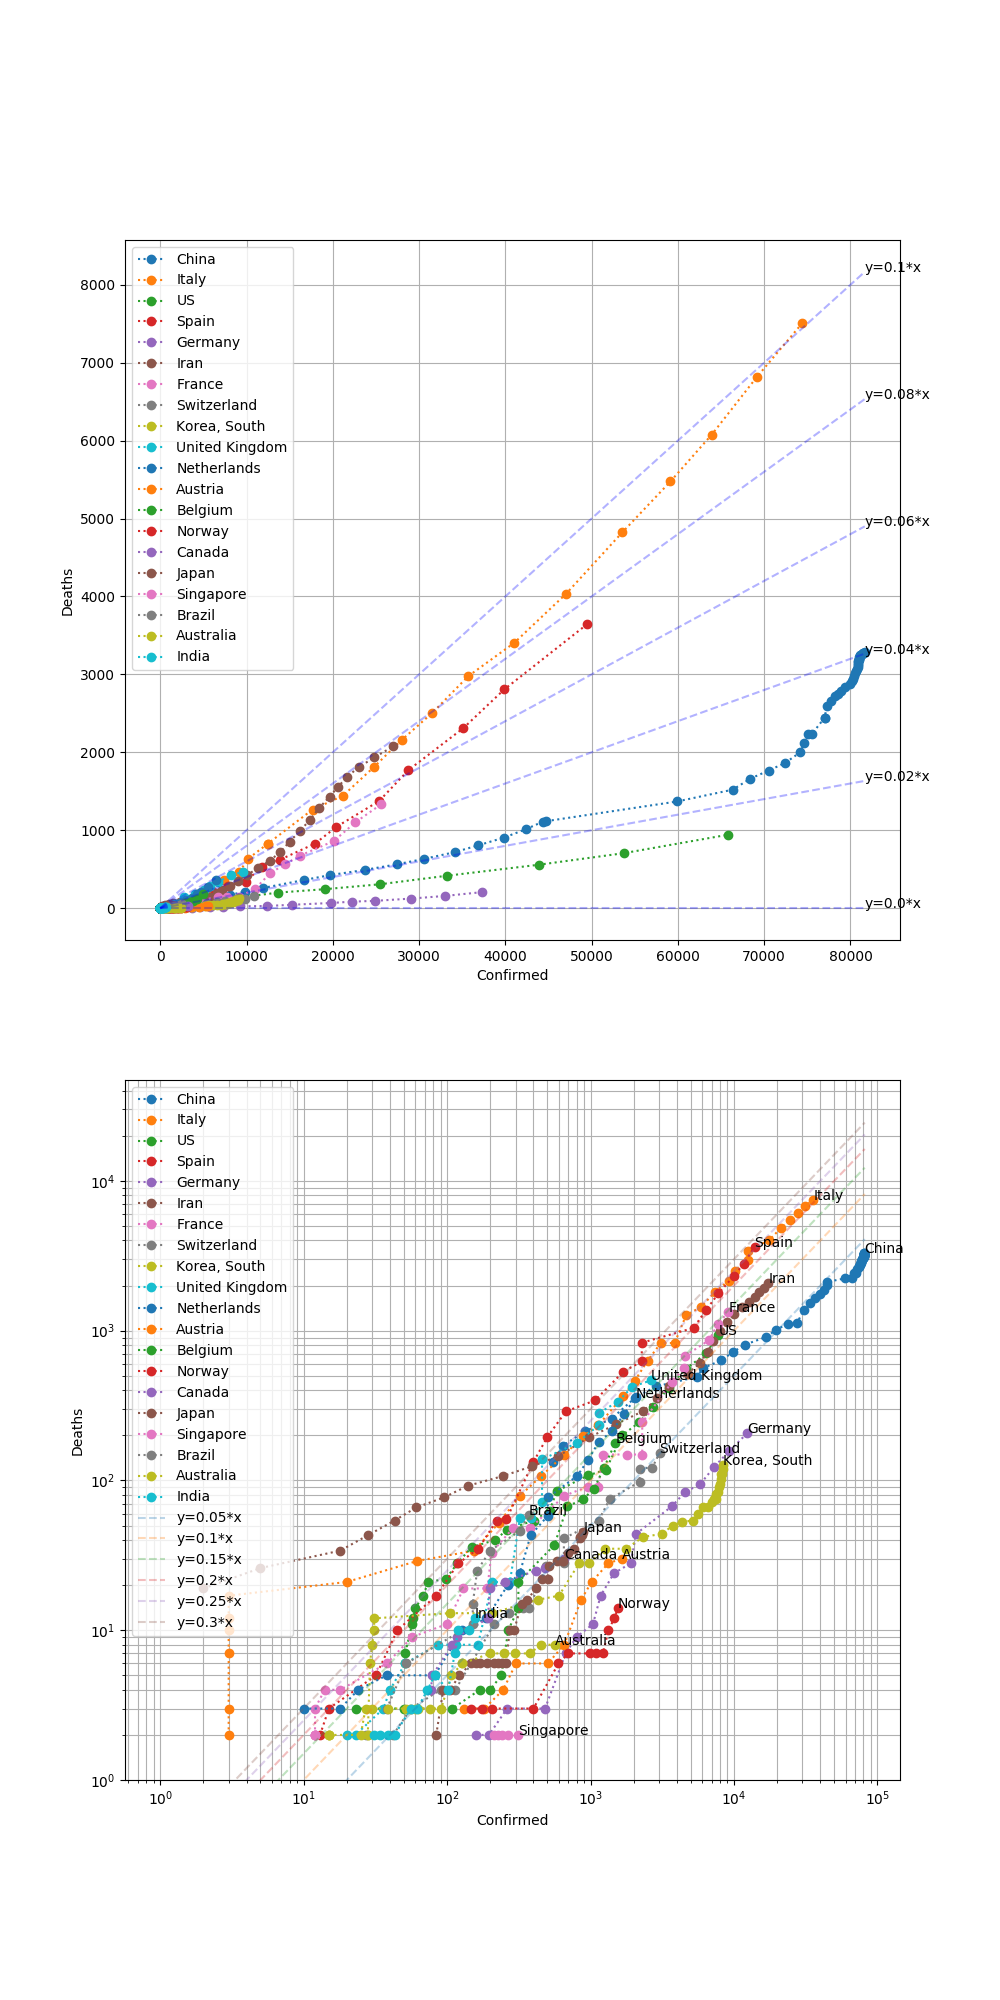 China
Italy
US
Spain
Germany
Iran
France
Switzerland
Korea, South
United Kingdom
Netherlands
Austria
Belgium
Norway
Canada
Japan
Singapore
Brazil
Australia
India
y=0.1*x
y=0.08*x
y=0.06*x
y=0.04*x
y=0.02*x
y=0.0*x
8000
7000
6000
5000
4000
3000
2000
1000
0
Deaths
0 10000 20000 30000 40000 50000 60000 70000 80000
Confirmed
China
Italy
US
Spain
Germany
Iran
France
Switzerland
Korea, South
United Kingdom
Netherlands
Austria
Belgium
Norway
Canada
Japan
Singapore
Brazil
Australia
India
y=0.05*x
y=0.1*x
y=0.15*x
y=0.2*x
y=0.25*x
y=0.3*x
Italy
Spain
China
Iran
France
US
United Kingdom
Netherlands
Germany
Belgium
Switzerland
Korea, South
Brazil
Japan
Canada
Austria
Norway
India
Australia
Singapore
10⁴
10³
10²
10¹
10⁰
Deaths
10⁰ 10¹ 10² 10³ 10⁴ 10⁵
Confirmed